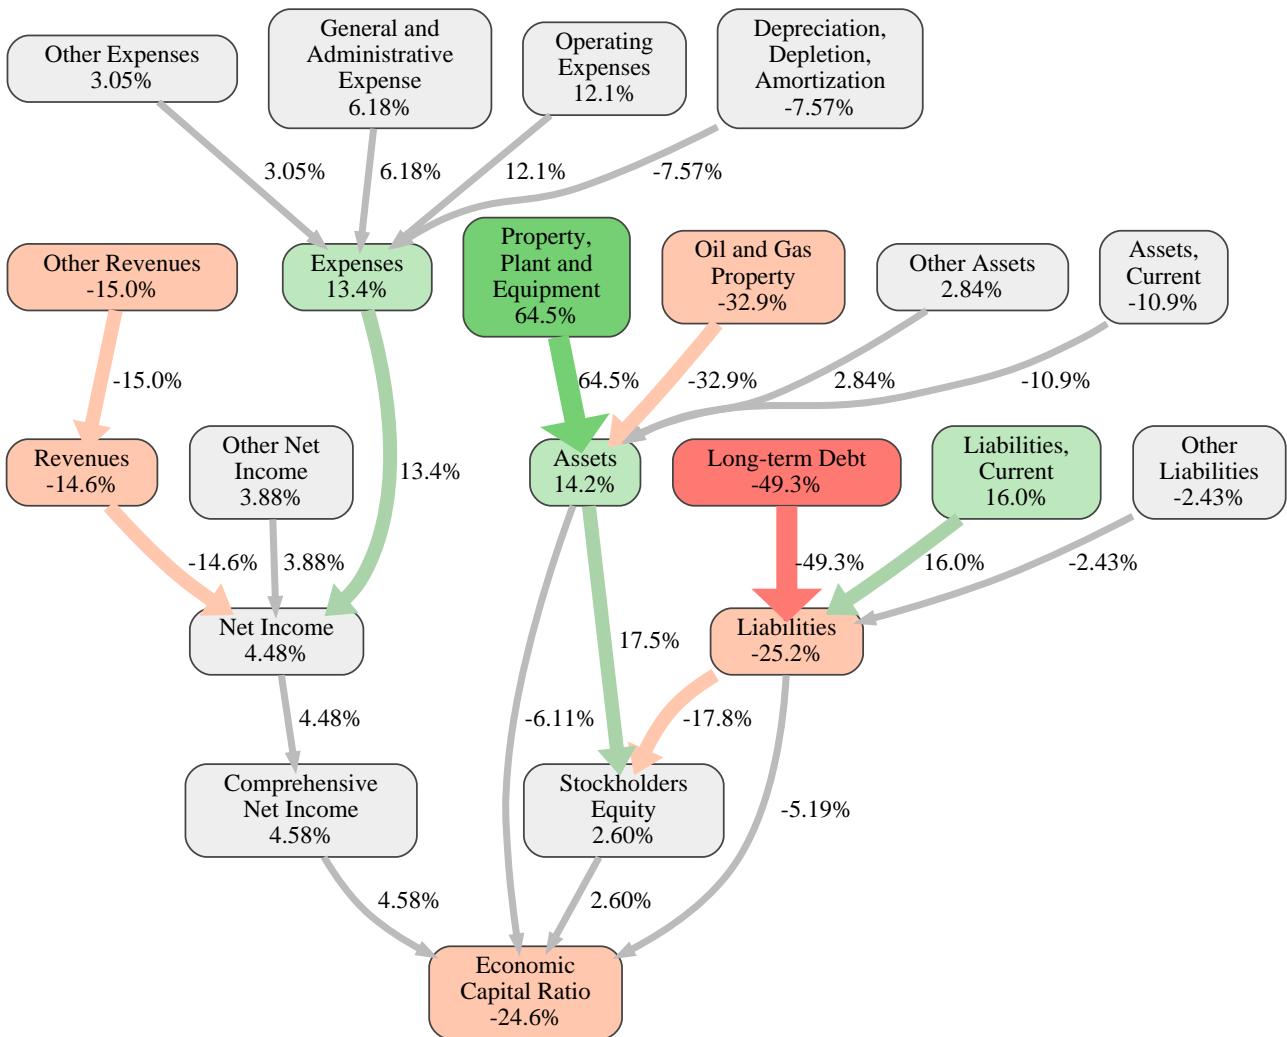 Other Expenses
3.05%
General and
Administrative
Expense
6.18%
Operating
Expenses
12.1%
Depreciation,
Depletion,
Amortization
-7.57%
3.05%
6.18%
12.1%
-7.57%
Other Revenues
-15.0%
Expenses
13.4%
Property,
Plant and
Equipment
64.5%
Oil and Gas
Property
-32.9%
Other Assets
2.84%
Assets,
Current
-10.9%
-15.0%
64.5%
-32.9%
2.84%
-10.9%
Revenues
-14.6%
Other Net
Income
3.88%
13.4%
Assets
14.2%
Long-term Debt
-49.3%
Liabilities,
Current
16.0%
Other
Liabilities
-2.43%
-14.6%
3.88%
-49.3%
16.0%
-2.43%
Net Income
4.48%
17.5%
Liabilities
-25.2%
4.48%
-6.11%
-17.8%
Comprehensive
Net Income
4.58%
Stockholders
Equity
2.60%
-5.19%
4.58%
2.60%
Economic
Capital Ratio
-24.6%